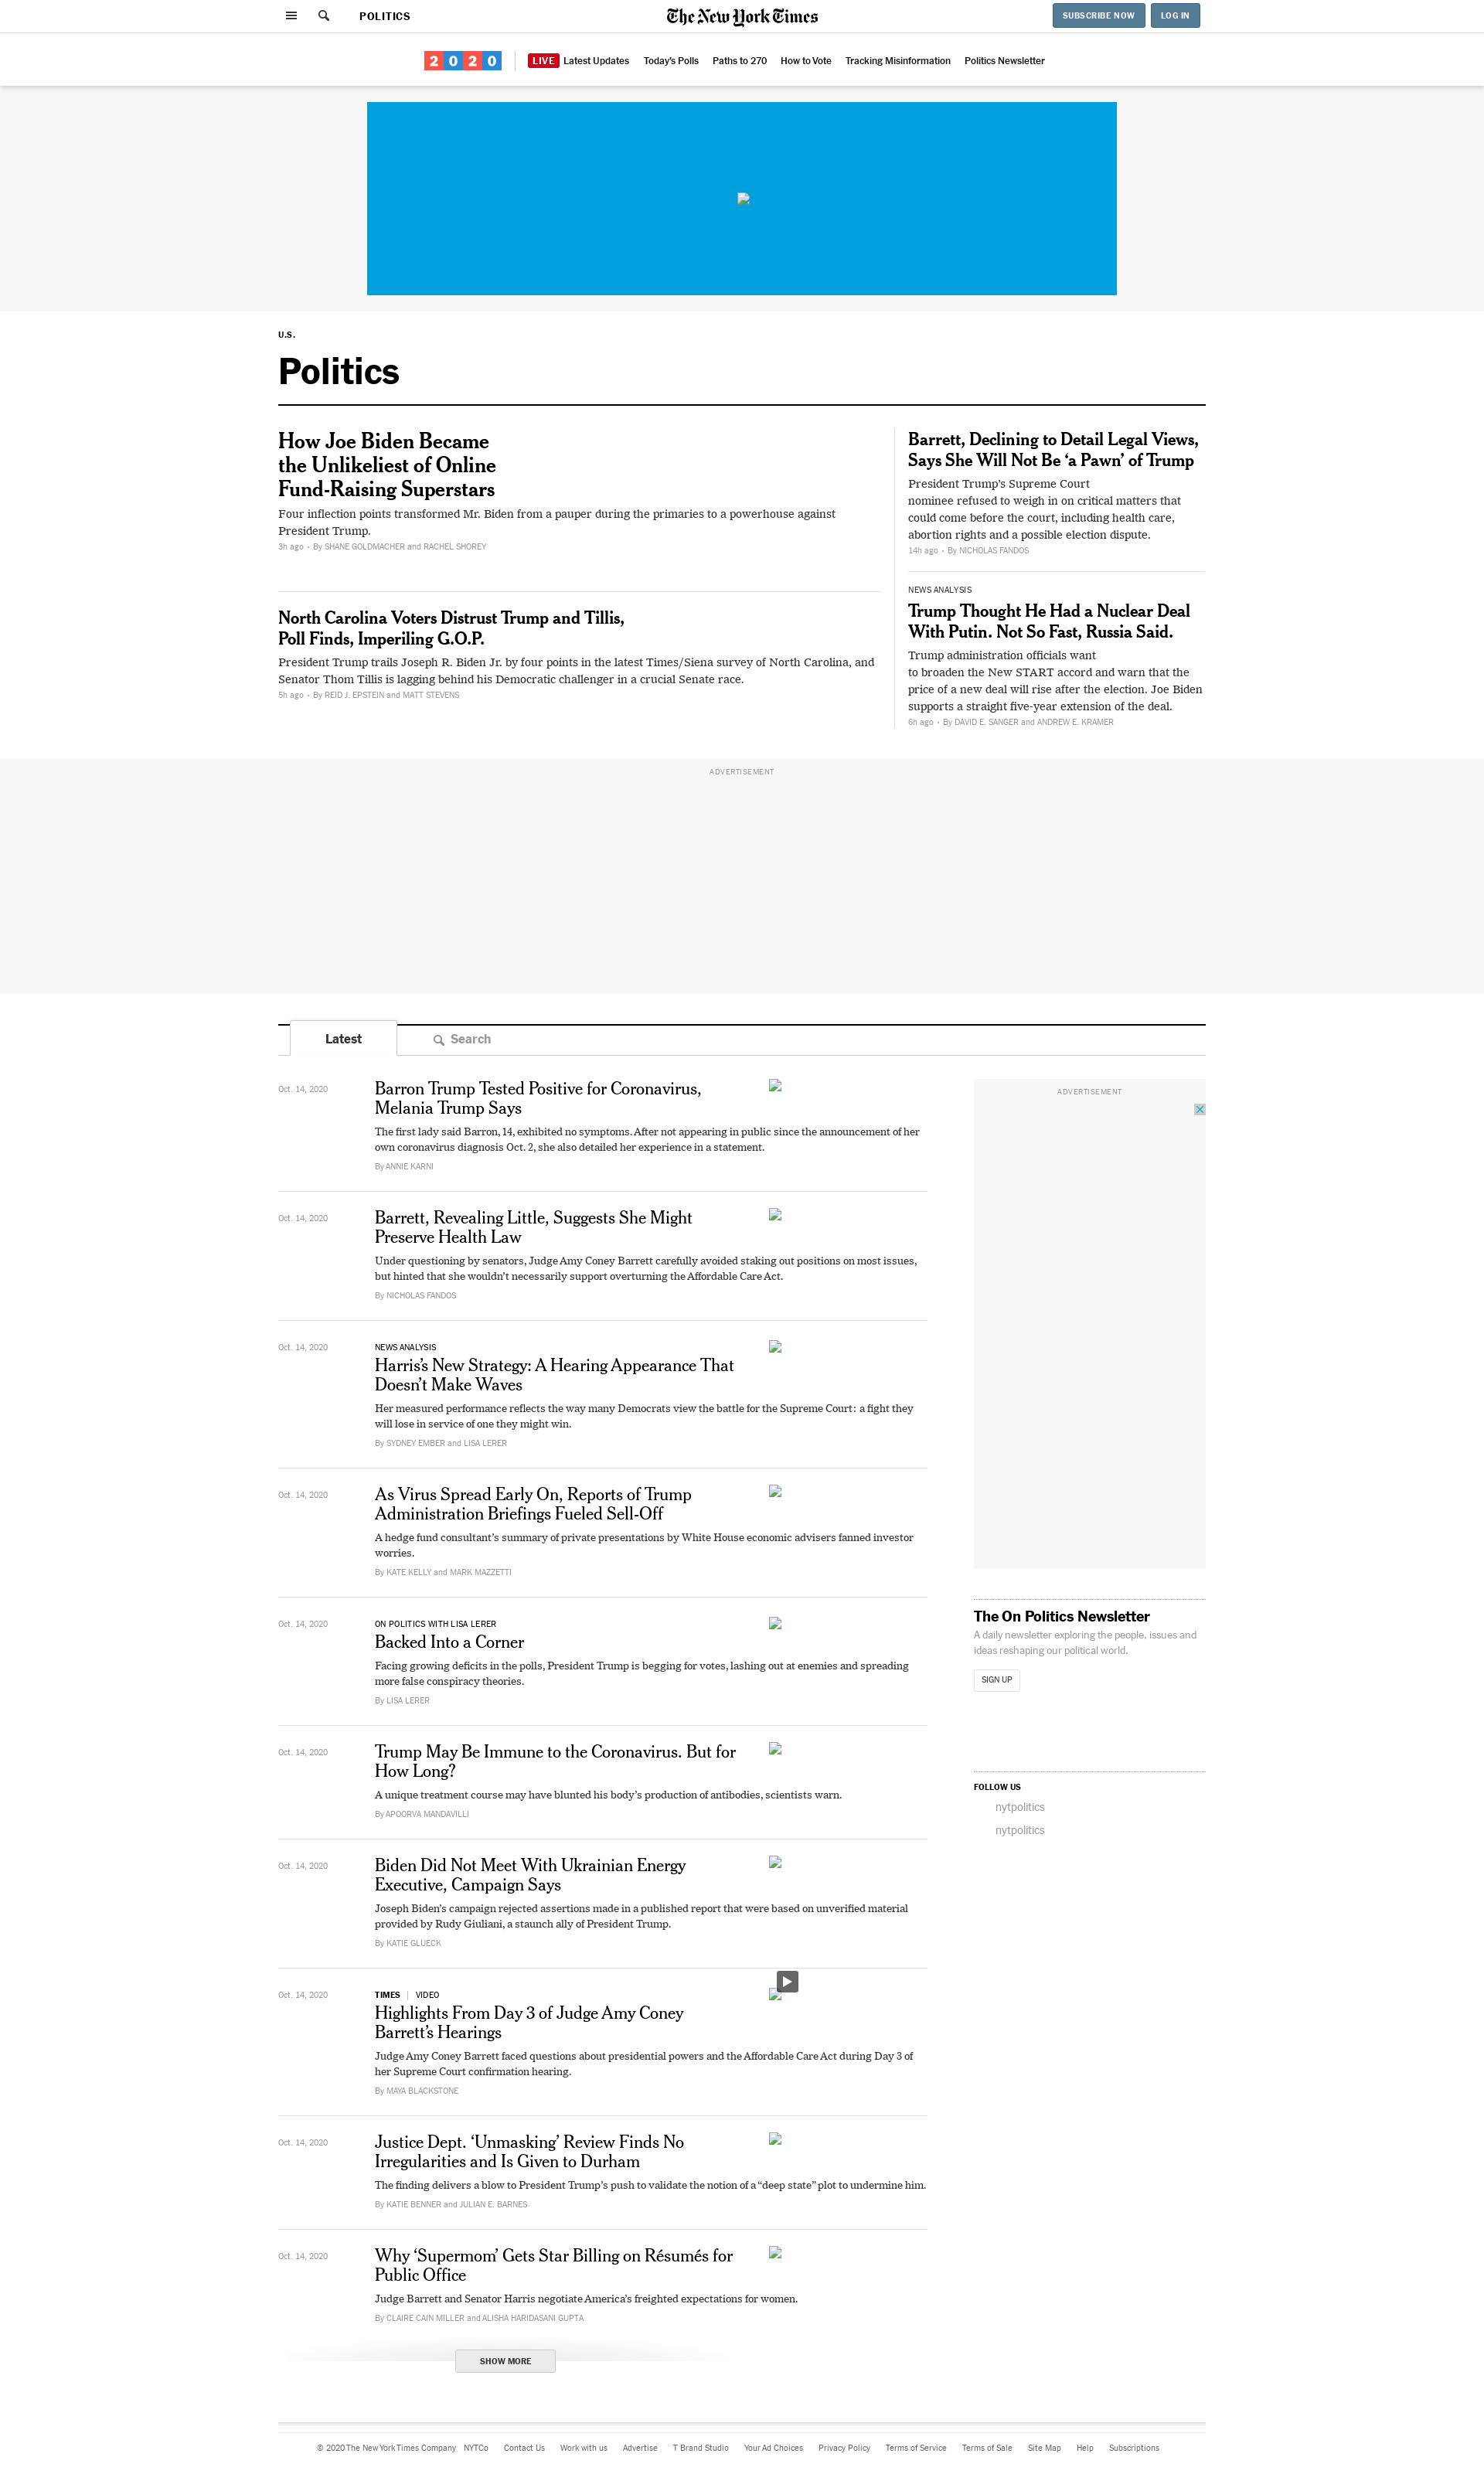 POLITICS
The New York Times
SUBSCRIBE NOW
LOG IN
2020
LIVE Latest Updates Today's Polls Paths to 270 How to Vote Tracking Misinformation Politics Newsletter
U.S.
Politics
How Joe Biden Became
the Unlikeliest of Online
Fund-Raising Superstars
Four inflection points transformed Mr. Biden from a pauper during the primaries to a powerhouse against
President Trump.
3h ago • By SHANE GOLDMACHER and RACHEL SHOREY
North Carolina Voters Distrust Trump and Tillis,
Poll Finds, Imperiling G.O.P.
President Trump trails Joseph R. Biden Jr. by four points in the latest Times/Siena survey of North Carolina, and
Senator Thom Tillis is lagging behind his Democratic challenger in a crucial Senate race.
5h ago • By REID J. EPSTEIN and MATT STEVENS
Barrett, Declining to Detail Legal Views,
Says She Will Not Be ‘a Pawn’ of Trump
President Trump’s Supreme Court
nominee refused to weigh in on critical matters that
could come before the court, including health care,
abortion rights and a possible election dispute.
14h ago • By NICHOLAS FANDOS
NEWS ANALYSIS
Trump Thought He Had a Nuclear Deal
With Putin. Not So Fast, Russia Said.
Trump administration officials want
to broaden the New START accord and warn that the
price of a new deal will rise after the election. Joe Biden
supports a straight five-year extension of the deal.
6h ago • By DAVID E. SANGER and ANDREW E. KRAMER
ADVERTISEMENT
Latest
Search
Oct. 14, 2020
Barron Trump Tested Positive for Coronavirus,
Melania Trump Says
The first lady said Barron, 14, exhibited no symptoms. After not appearing in public since the announcement of her
own coronavirus diagnosis Oct. 2, she also detailed her experience in a statement.
By ANNIE KARNI
Oct. 14, 2020
Barrett, Revealing Little, Suggests She Might
Preserve Health Law
Under questioning by senators, Judge Amy Coney Barrett carefully avoided staking out positions on most issues,
but hinted that she wouldn’t necessarily support overturning the Affordable Care Act.
By NICHOLAS FANDOS
Oct. 14, 2020
NEWS ANALYSIS
Harris’s New Strategy: A Hearing Appearance That
Doesn’t Make Waves
Her measured performance reflects the way many Democrats view the battle for the Supreme Court: a fight they
will lose in service of one they might win.
By SYDNEY EMBER and LISA LERER
Oct. 14, 2020
As Virus Spread Early On, Reports of Trump
Administration Briefings Fueled Sell-Off
A hedge fund consultant’s summary of private presentations by White House economic advisers fanned investor
worries.
By KATE KELLY and MARK MAZZETTI
Oct. 14, 2020
ON POLITICS WITH LISA LERER
Backed Into a Corner
Facing growing deficits in the polls, President Trump is begging for votes, lashing out at enemies and spreading
more false conspiracy theories.
By LISA LERER
Oct. 14, 2020
Trump May Be Immune to the Coronavirus. But for
How Long?
A unique treatment course may have blunted his body’s production of antibodies, scientists warn.
By APOORVA MANDAVILLI
Oct. 14, 2020
Biden Did Not Meet With Ukrainian Energy
Executive, Campaign Says
Joseph Biden’s campaign rejected assertions made in a published report that were based on unverified material
provided by Rudy Giuliani, a staunch ally of President Trump.
By KATIE GLUECK
Oct. 14, 2020
TIMES | VIDEO
Highlights From Day 3 of Judge Amy Coney
Barrett’s Hearings
Judge Amy Coney Barrett faced questions about presidential powers and the Affordable Care Act during Day 3 of
her Supreme Court confirmation hearing.
By MAYA BLACKSTONE
Oct. 14, 2020
Justice Dept. ‘Unmasking’ Review Finds No
Irregularities and Is Given to Durham
The finding delivers a blow to President Trump’s push to validate the notion of a “deep state” plot to undermine him.
By KATIE BENNER and JULIAN E. BARNES
Oct. 14, 2020
Why ‘Supermom’ Gets Star Billing on Résumés for
Public Office
Judge Barrett and Senator Harris negotiate America’s freighted expectations for women.
By CLAIRE CAIN MILLER and ALISHA HARIDASANI GUPTA
SHOW MORE
ADVERTISEMENT
The On Politics Newsletter
A daily newsletter exploring the people, issues and
ideas reshaping our political world.
SIGN UP
FOLLOW US
nytpolitics
nytpolitics
© 2020 The New York Times Company NYTCo Contact Us Work with us Advertise T Brand Studio Your Ad Choices Privacy Policy Terms of Service Terms of Sale Site Map Help Subscriptions